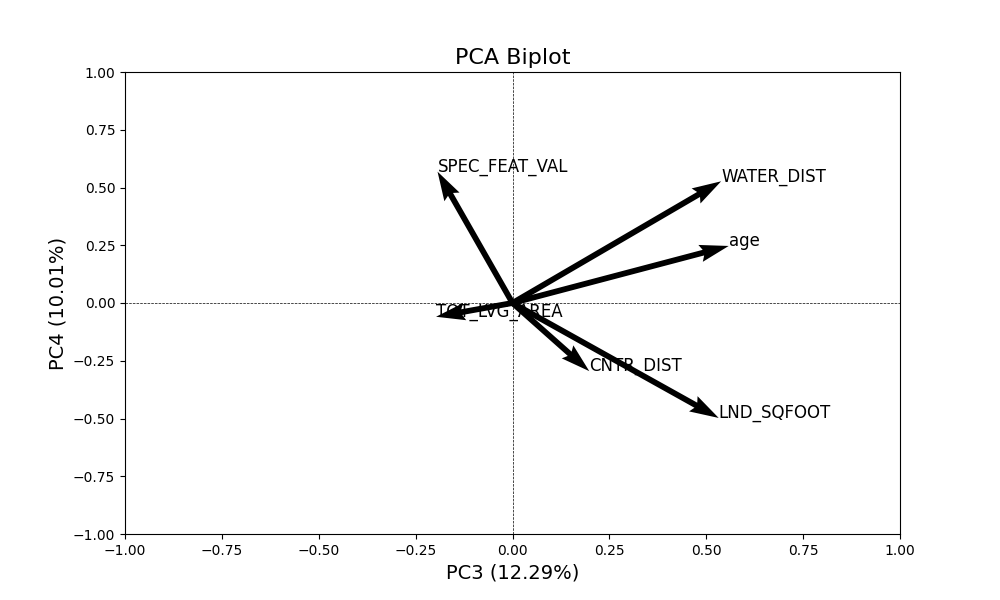 PCA Biplot
1.00
0.75
0.50
0.25
0.00
−0.25
−0.50
−0.75
−1.00
PC4 (10.01%)
SPEC_FEAT_VAL
WATER_DIST
age
TOT_LVG_AREA
CNTR_DIST
LND_SQFOOT
−1.00 −0.75 −0.50 −0.25 0.00 0.25 0.50 0.75 1.00
PC3 (12.29%)